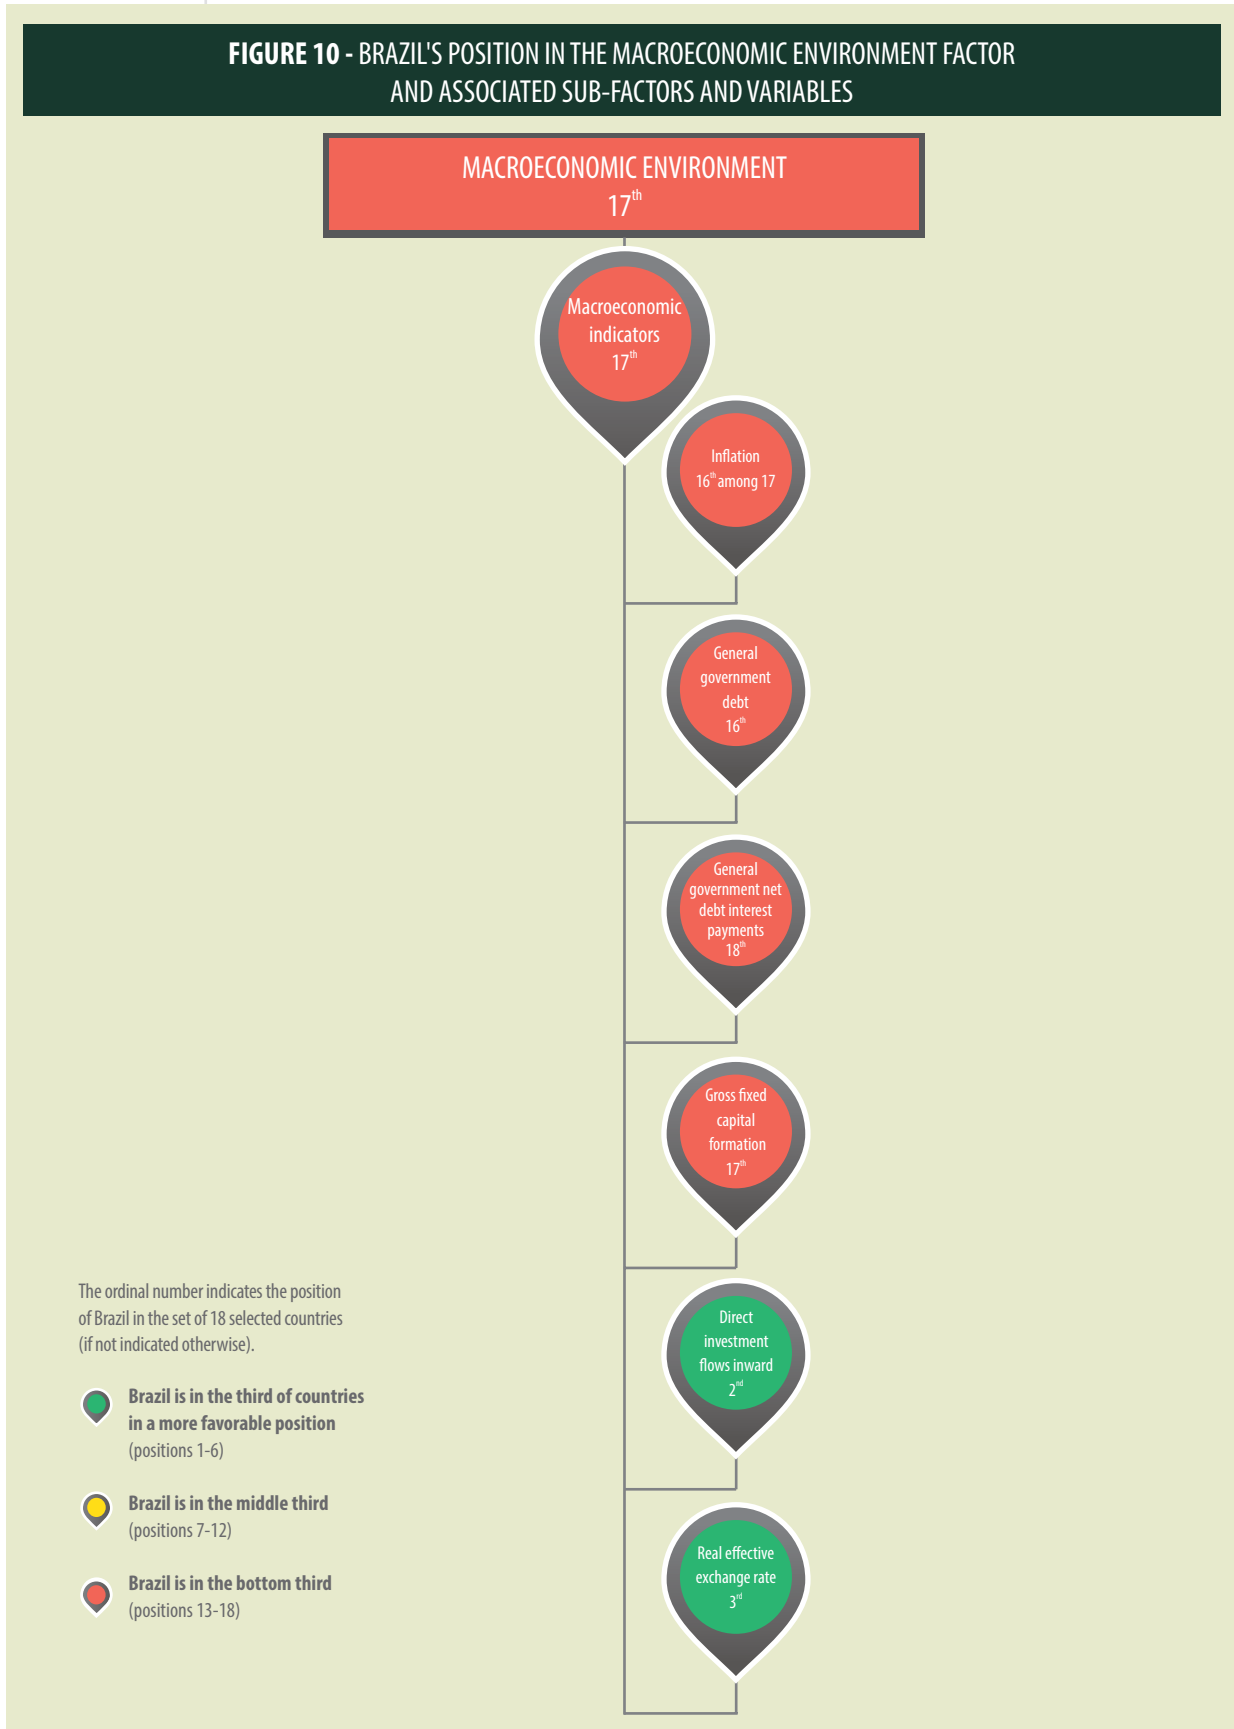 FIGURE 10 - BRAZIL'S POSITION IN THE MACROECONOMIC ENVIRONMENT FACTOR
AND ASSOCIATED SUB-FACTORS AND VARIABLES
MACROECONOMIC ENVIRONMENT
17th
Macroeconomic
indicators
17th
Inflation
16th among 17
General
government
debt
16th
General
government net
debt interest
payments
18th
Gross fixed
capital
formation
17th
Direct
investment
flows inward
2nd
Real effective
exchange rate
3rd
The ordinal number indicates the position
of Brazil in the set of 18 selected countries
(if not indicated otherwise).
Brazil is in the third of countries
in a more favorable position
(positions 1-6)
Brazil is in the middle third
(positions 7-12)
Brazil is in the bottom third
(positions 13-18)